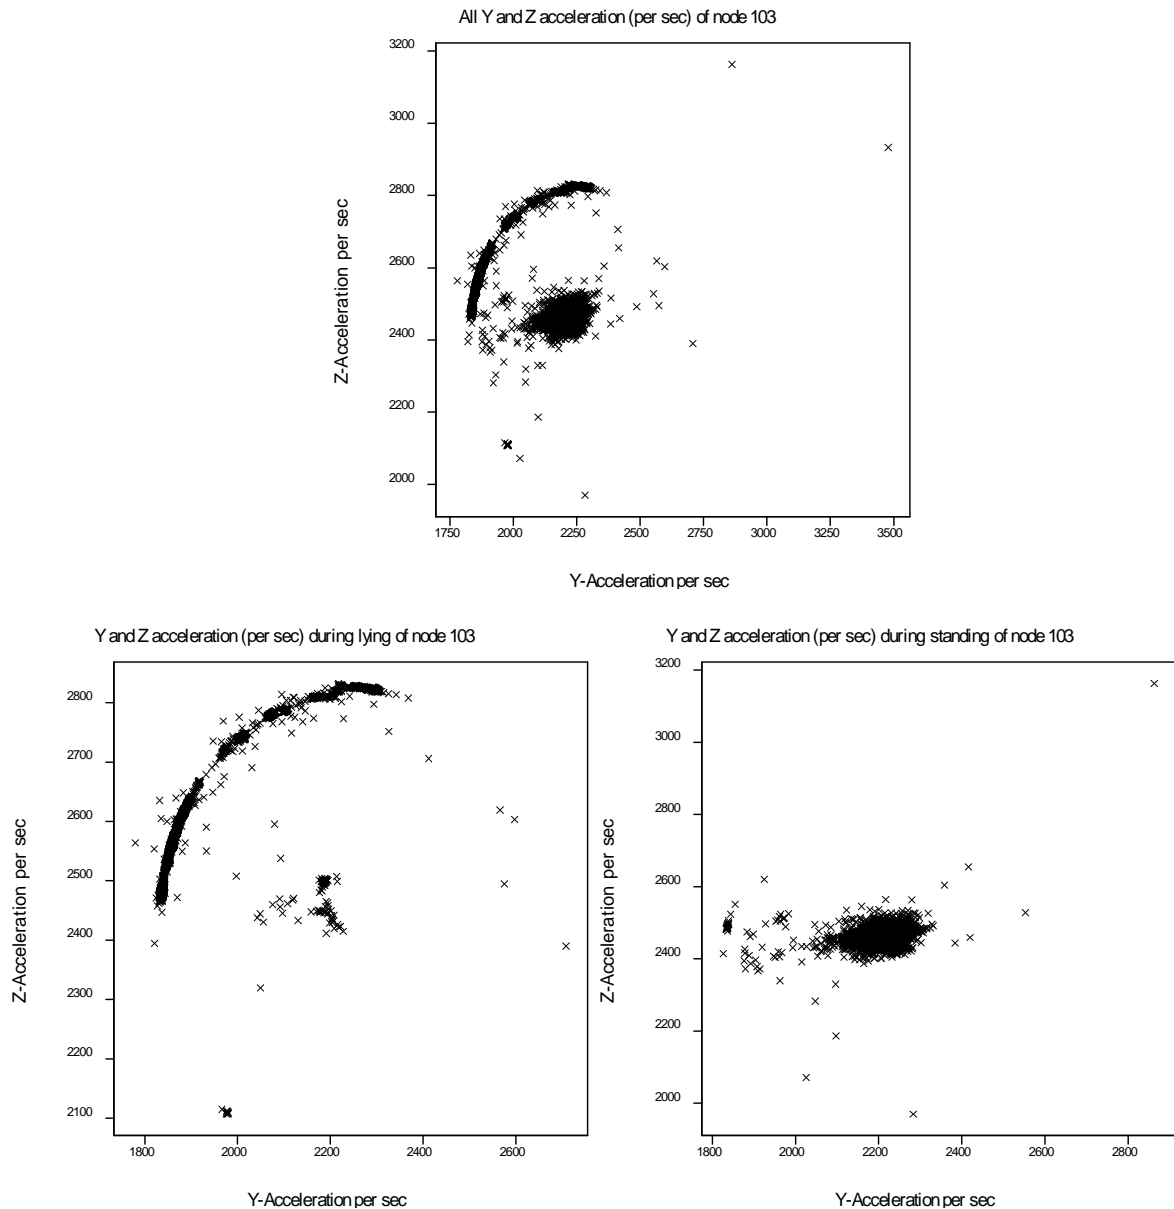 All Y and Z acceleration (per sec) of node 103
3200
3000
2800
2600
2400
2200
2000
Z-Acceleration per sec
1750 2000 2250 2500 2750 3000 3250 3500
Y-Acceleration per sec
Y and Z acceleration (per sec) during lying of node 103
2800
2700
2600
2500
2400
2300
2200
2100
Z-Acceleration per sec
1800 2000 2200 2400 2600
Y-Acceleration per sec
Y and Z acceleration (per sec) during standing of node 103
3200
3000
2800
2600
2400
2200
2000
Z-Acceleration per sec
1800 2000 2200 2400 2600 2800
Y-Acceleration per sec